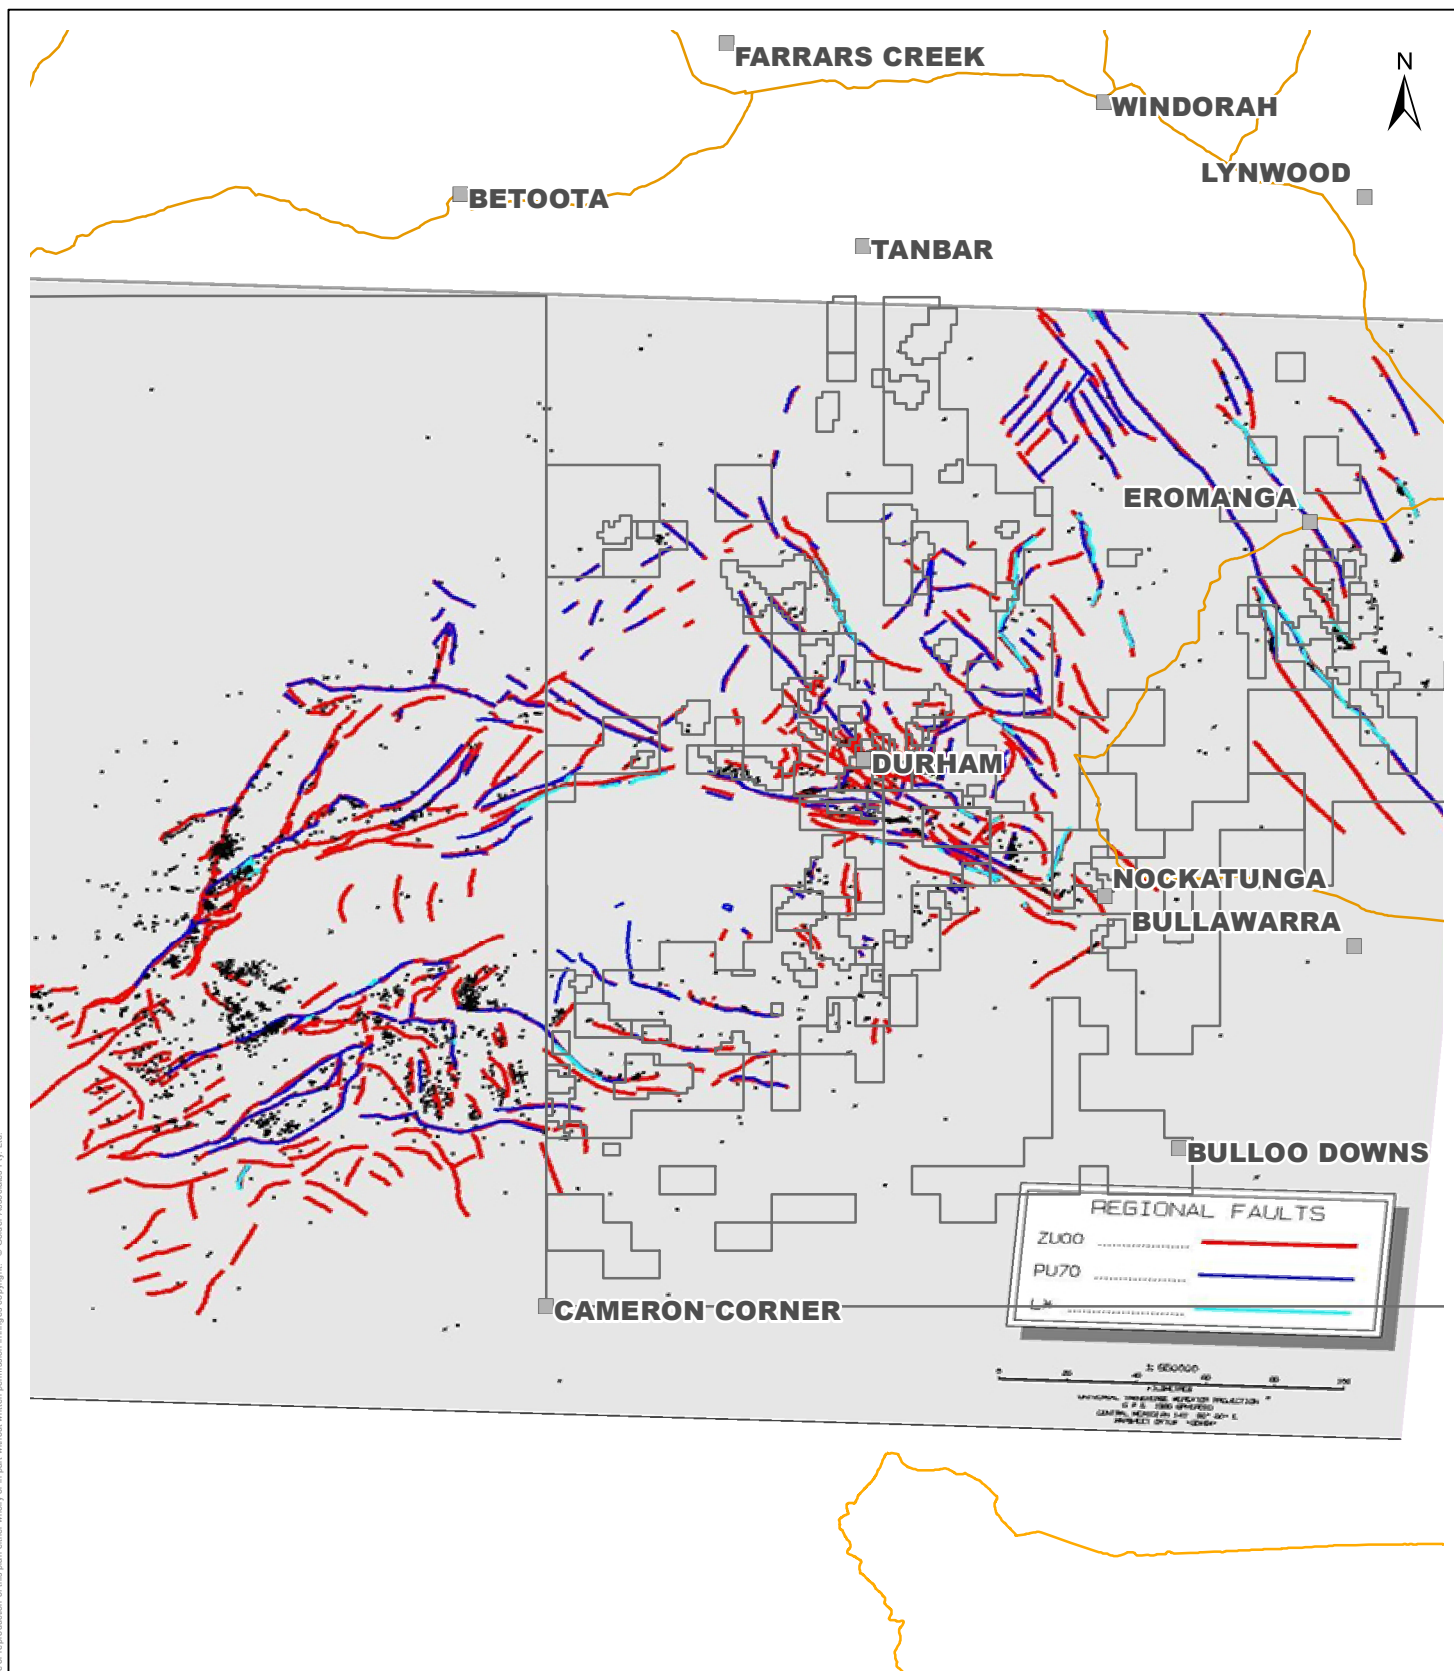 N
FARRARS CREEK
WINDORAH
LYNWOOD
BETOOTA
TANBAR
EROMANGA
DURHAM
NOCKATUNGA
BULLAWARRA
BULLOO DOWNS
REGIONAL FAULTS
ZU00
PU70
CAMERON CORNER